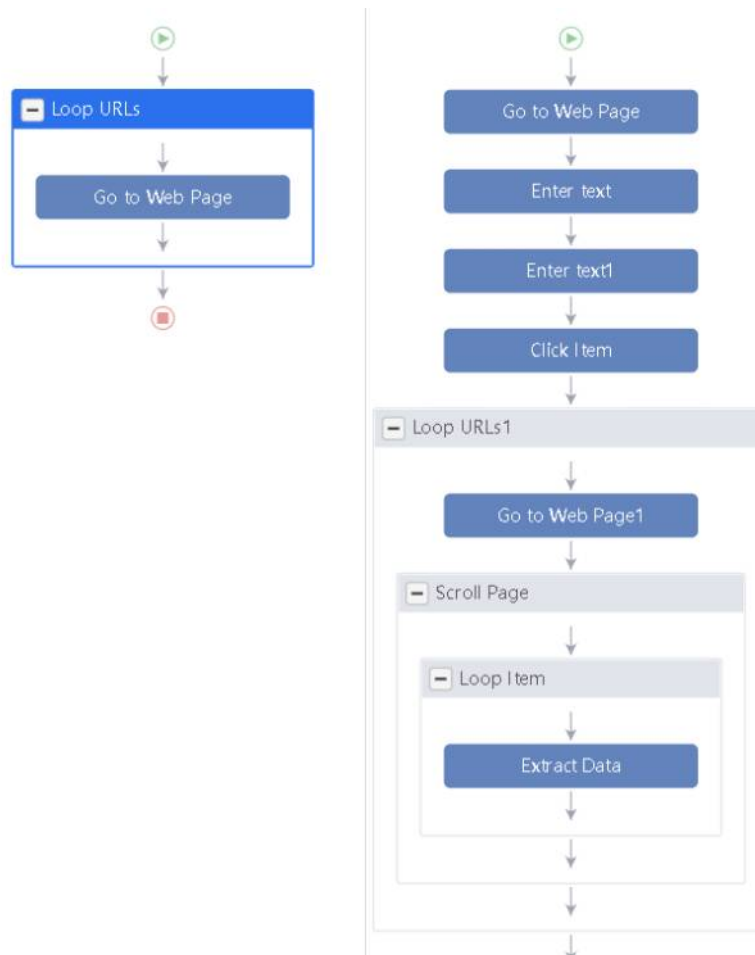 Loop URLs
Go to Web Page
Go to Web Page
Enter text
Enter text1
Click Item
Loop URLs1
Go to Web Page1
Scroll Page
Loop Item
Extract Data